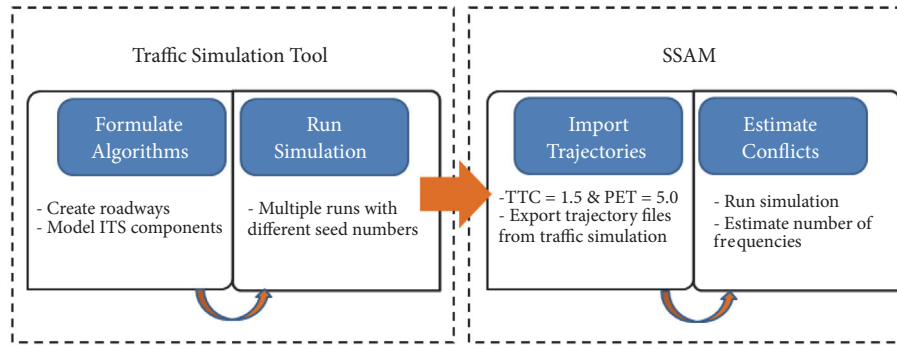 Traffic Simulation Tool
Formulate
Algorithms
- Create roadways
- Model ITS components
Run
Simulation
- Multiple runs with
different seed numbers
SSAM
Import
Trajectories
-TTC = 1.5 & PET = 5.0
- Export trajectory files
from traffic simulation
Estimate
Conflicts
- Run simulation
- Estimate number of
frequencies